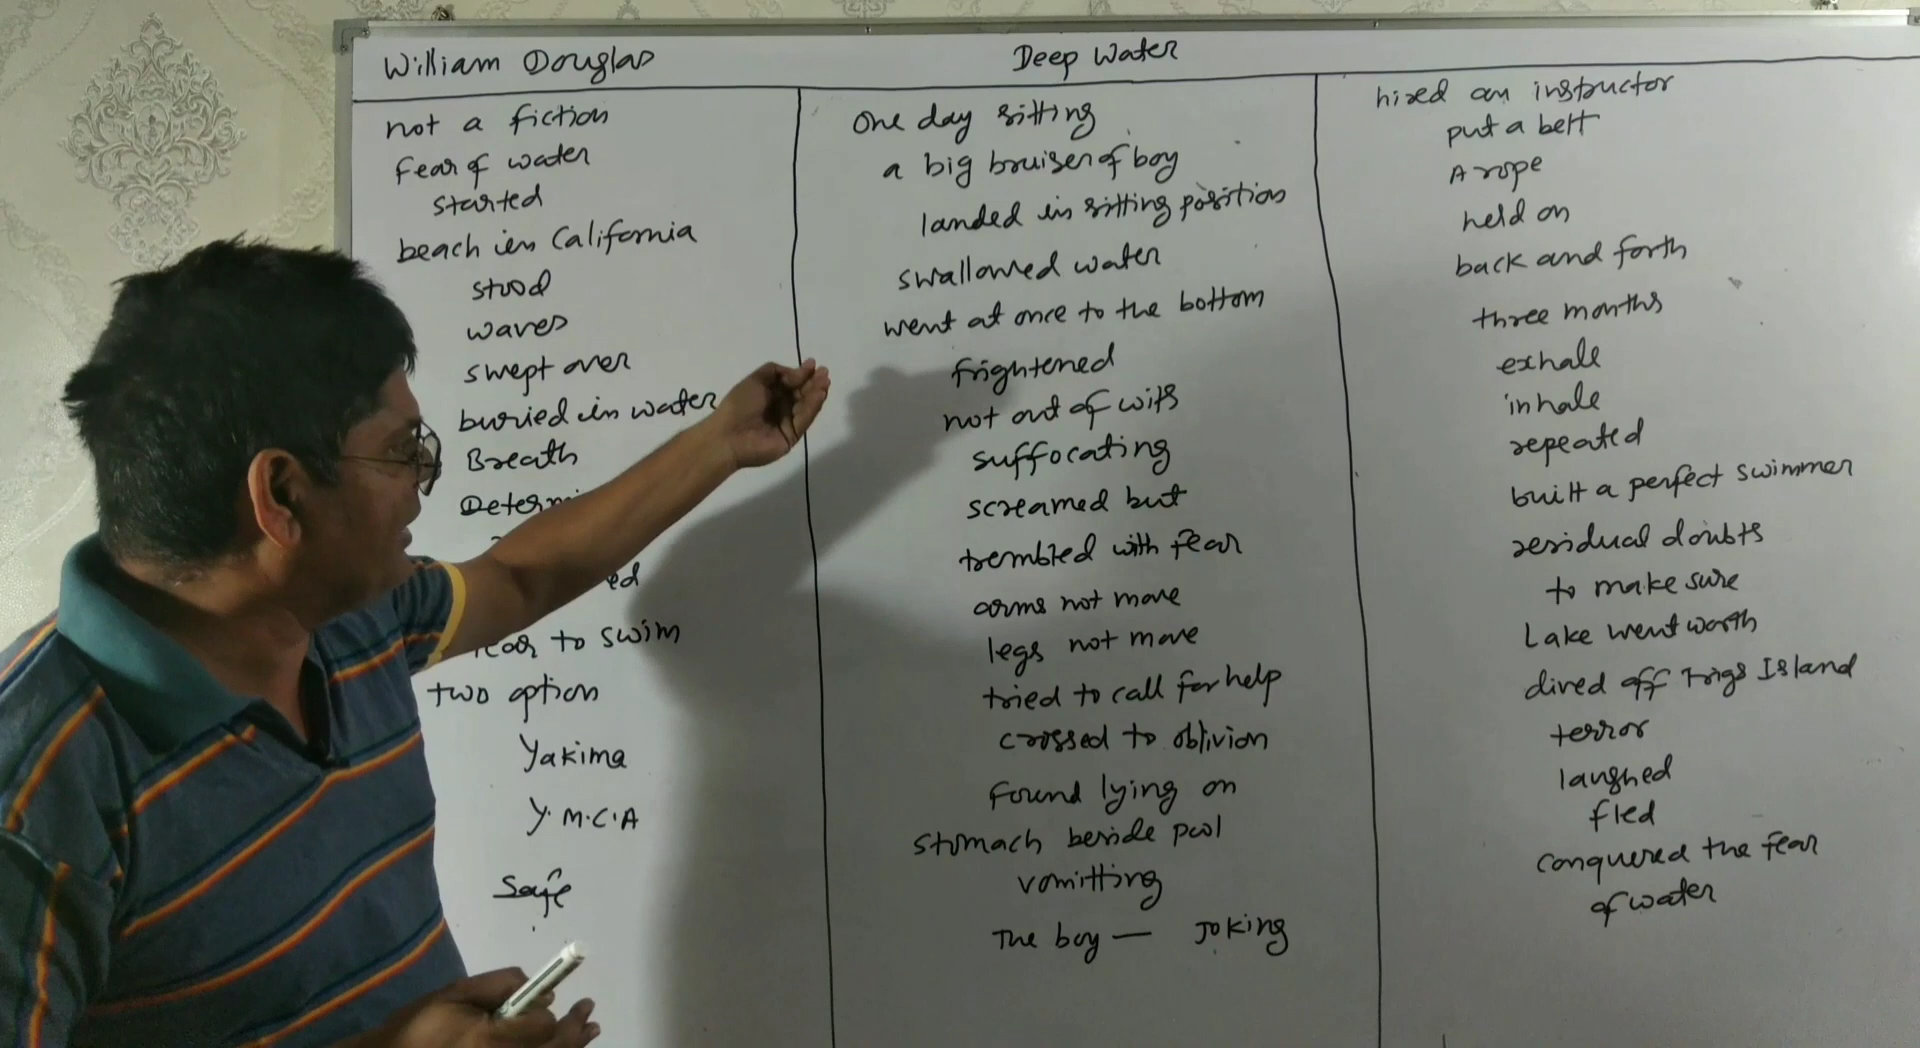 William Douglas
Deep Water
not a fiction
fear of water
started
beach in California
stood
waves
swept over
buried in water
Breath
to swim
two option
Yakima
Y.M.C.A
Safe
One day sitting
a big bruiser of boy
landed in sitting position
swallowed water
went at once to the bottom
frightened
not out of wits
suffocating
screamed but
trembled with fear
arms not move
legs not move
tried to call for help
crossed to oblivion
found lying on
stomach beside pool
vomitting
The boy — Joking
hired an instructor
put a belt
A rope
held on
back and forth
three months
exhale
inhale
repeated
built a perfect swimmer
residual doubts
to make sure
Lake went worth
dived off Trigs Island
terror
laughed
fled
conquered the fear
of water